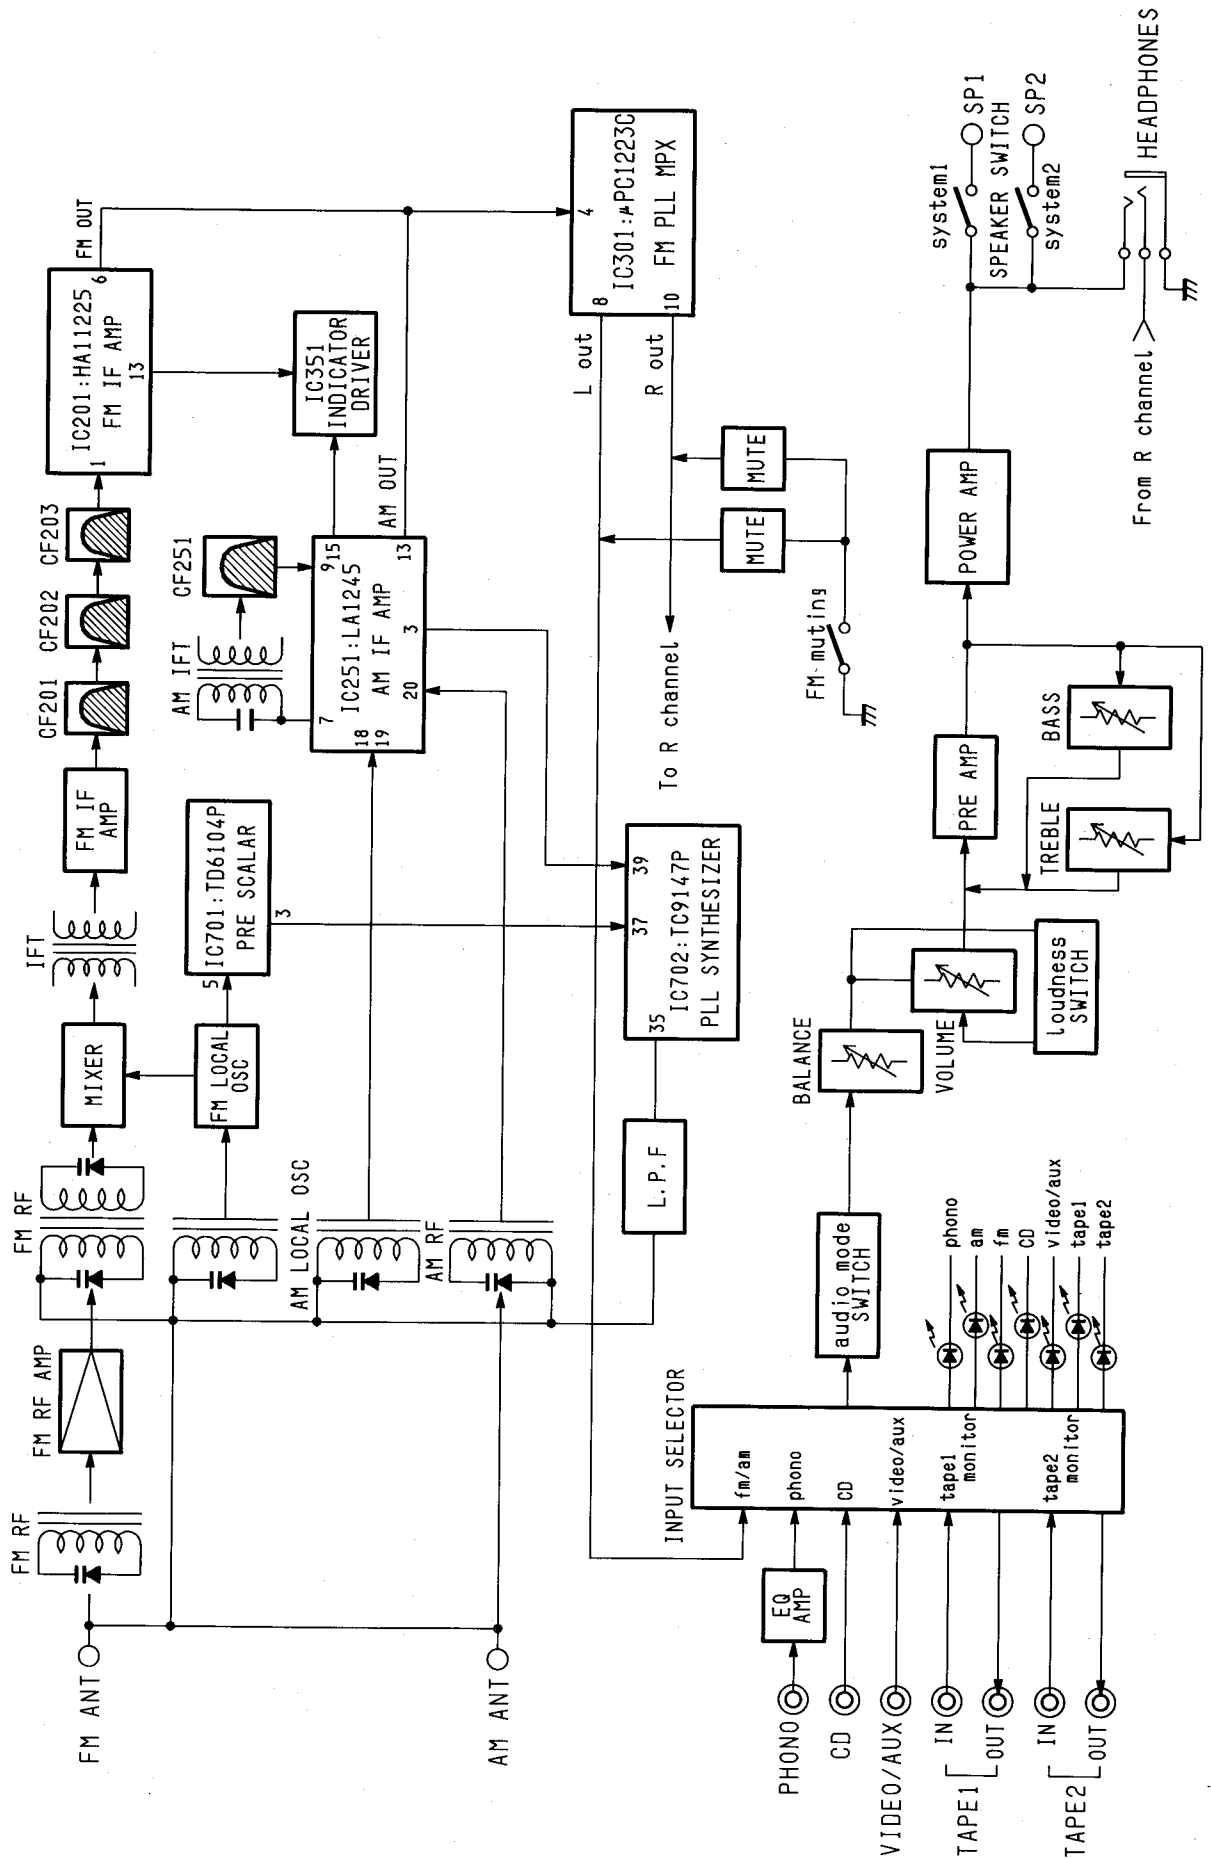 FM ANT
FM RF
FM RF AMP
FM RF
MIXER
IFT
FM IF
AMP
CF201
CF202
CF203
1
IC201:HA11225
FM IF AMP
13
6
FM OUT
FM LOCAL
OSC
5
IC701:TD6104P
PRE SCALAR
3
AM IFT
CF251
IC351
INDICATOR
DRIVER
AM LOCAL OSC
7
9
15
18
19
IC251:LA1245
AM IF AMP
20
3
13
AM OUT
AM ANT
AM RF
4
IC301:μPC1223C
FM PLL MPX
8
10
L out
R out
L.P.F
35
37
39
IC702:TC9147P
PLL SYNTHESIZER
To R channel
MUTE
MUTE
FM-muting
INPUT SELECTOR
fm/am
phono
CD
video/aux
tape1
monitor
tape2
monitor
PHONO
EQ
AMP
CD
VIDEO/AUX
TAPE1
IN
OUT
TAPE2
IN
OUT
phono
am
fm
CD
video/aux
tape1
tape2
audio mode
SWITCH
BALANCE
VOLUME
loudness
SWITCH
PRE AMP
TREBLE
BASS
POWER AMP
system1
SP1
SPEAKER SWITCH
system2
SP2
From R channel
HEADPHONES